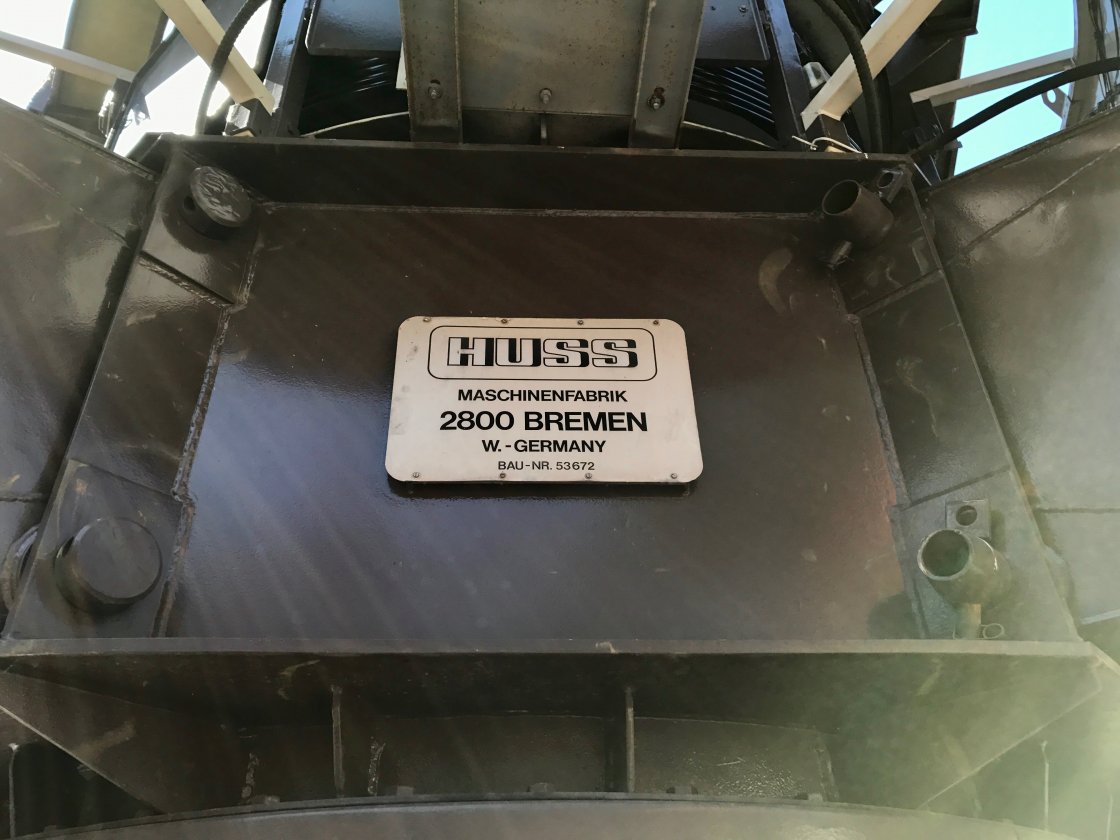 HUSS
MASCHINENFABRIK
2800 BREMEN
W.-GERMANY
BAU-NR. 53672